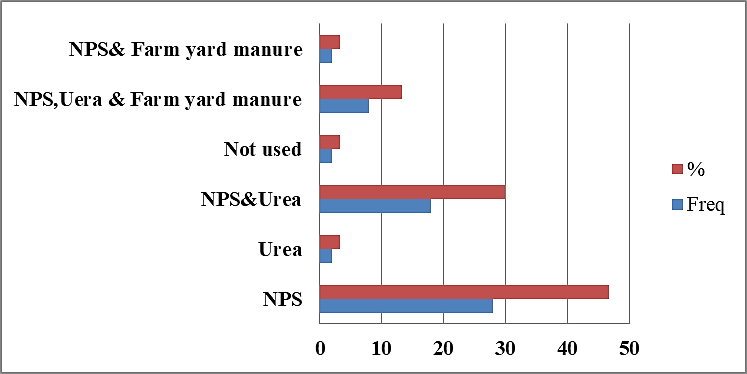 NPS& Farm yard manure
NPS,Uera & Farm yard manure
Not used
NPS&Urea
Urea
NPS
0 10 20 30 40 50
%
Freq